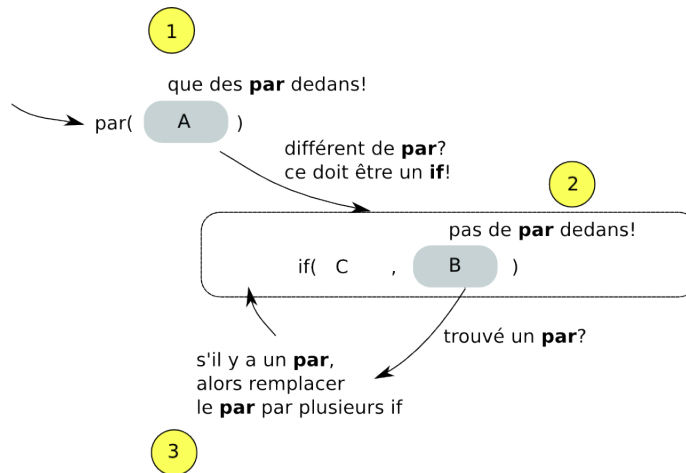 1
que des par dedans!
par( A )
différent de par?
ce doit être un if!
2
pas de par dedans!
if( C , B )
trouvé un par?
s'il y a un par,
alors remplacer
le par par plusieurs if
3